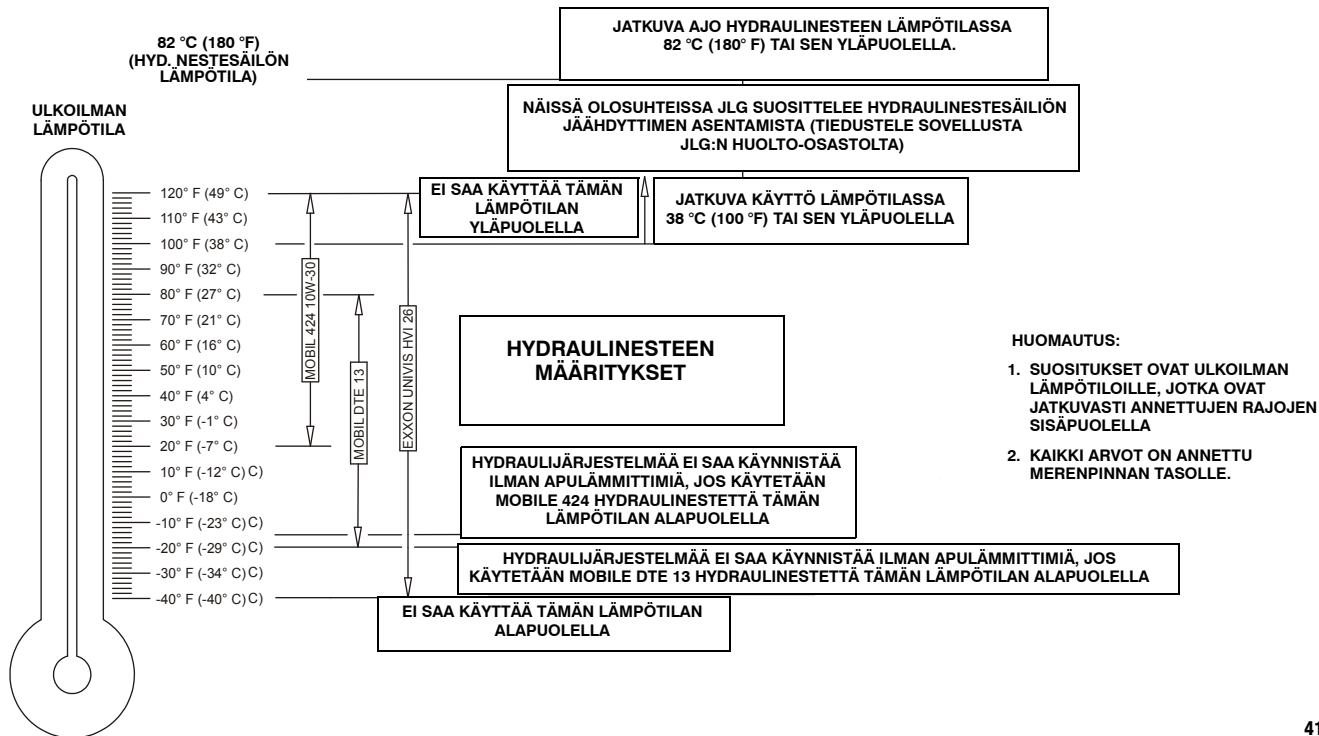 82 °C (180 °F)
(HYD. NESTESÄILÖN
LÄMPÖTILA)
JATKUVA AJO HYDRAULINESTEEN LÄMPÖTILASSA
82 °C (180° F) TAI SEN YLÄPUOLELLA.
NÄISSÄ OLOSUHTEISSA JLG SUOSITTELEE HYDRAULINESTESÄILIÖN
JÄÄHDYTTIMEN ASENTAMISTA (TIEDUSTELE SOVELLUSTA
JLG:N HUOLTO-OSASTOLTA)
ULKOILMAN
LÄMPÖTILA
EI SAA KÄYTTÄÄ TÄMÄN
LÄMPÖTILAN
YLÄPUOLELLA
JATKUVA KÄYTTÖ LÄMPÖTILASSA
38 °C (100 °F) TAI SEN YLÄPUOLELLA
120° F (49° C)
110° F (43° C)
100° F (38° C)
90° F (32° C)
80° F (27° C)
70° F (21° C)
60° F (16° C)
50° F (10° C)
40° F (4° C)
30° F (-1° C)
20° F (-7° C)
10° F (-12° C) C)
0° F (-18° C)
-10° F (-23° C) C)
-20° F (-29° C) C)
-30° F (-34° C) C)
-40° F (-40° C) C)
MOBIL 424 10W-30
MOBIL DTE 13
EXXON UNIVIS HVI 26
HYDRAULINESTEEN
MÄÄRITYKSET
HYDRAULIJÄRJESTELMÄÄ EI SAA KÄYNNISTÄÄ
ILMAN APULÄMMITTIMIÄ, JOS KÄYTETÄÄN
MOBILE 424 HYDRAULINESTETTÄ TÄMÄN
LÄMPÖTILAN ALAPUOLELLA
HYDRAULIJÄRJESTELMÄÄ EI SAA KÄYNNISTÄÄ ILMAN APULÄMMITTIMIÄ, JOS
KÄYTETÄÄN MOBILE DTE 13 HYDRAULINESTETTÄ TÄMÄN LÄMPÖTILAN ALAPUOLELLA
EI SAA KÄYTTÄÄ TÄMÄN LÄMPÖTILAN
ALAPUOLELLA
HUOMAUTUS:
1. SUOSITUKSET OVAT ULKOILMAN
LÄMPÖTILOILLE, JOTKA OVAT
JATKUVASTI ANNETTUJEN RAJOJEN
SISÄPUOLELLA
2. KAIKKI ARVOT ON ANNETTU
MERENPINNAN TASOLLE.
41